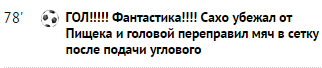 78' ГОЛ!!!!! Фантастика!!!! Сахо убежал от
Пищека и головой переправил мяч в сетку
после подачи углового